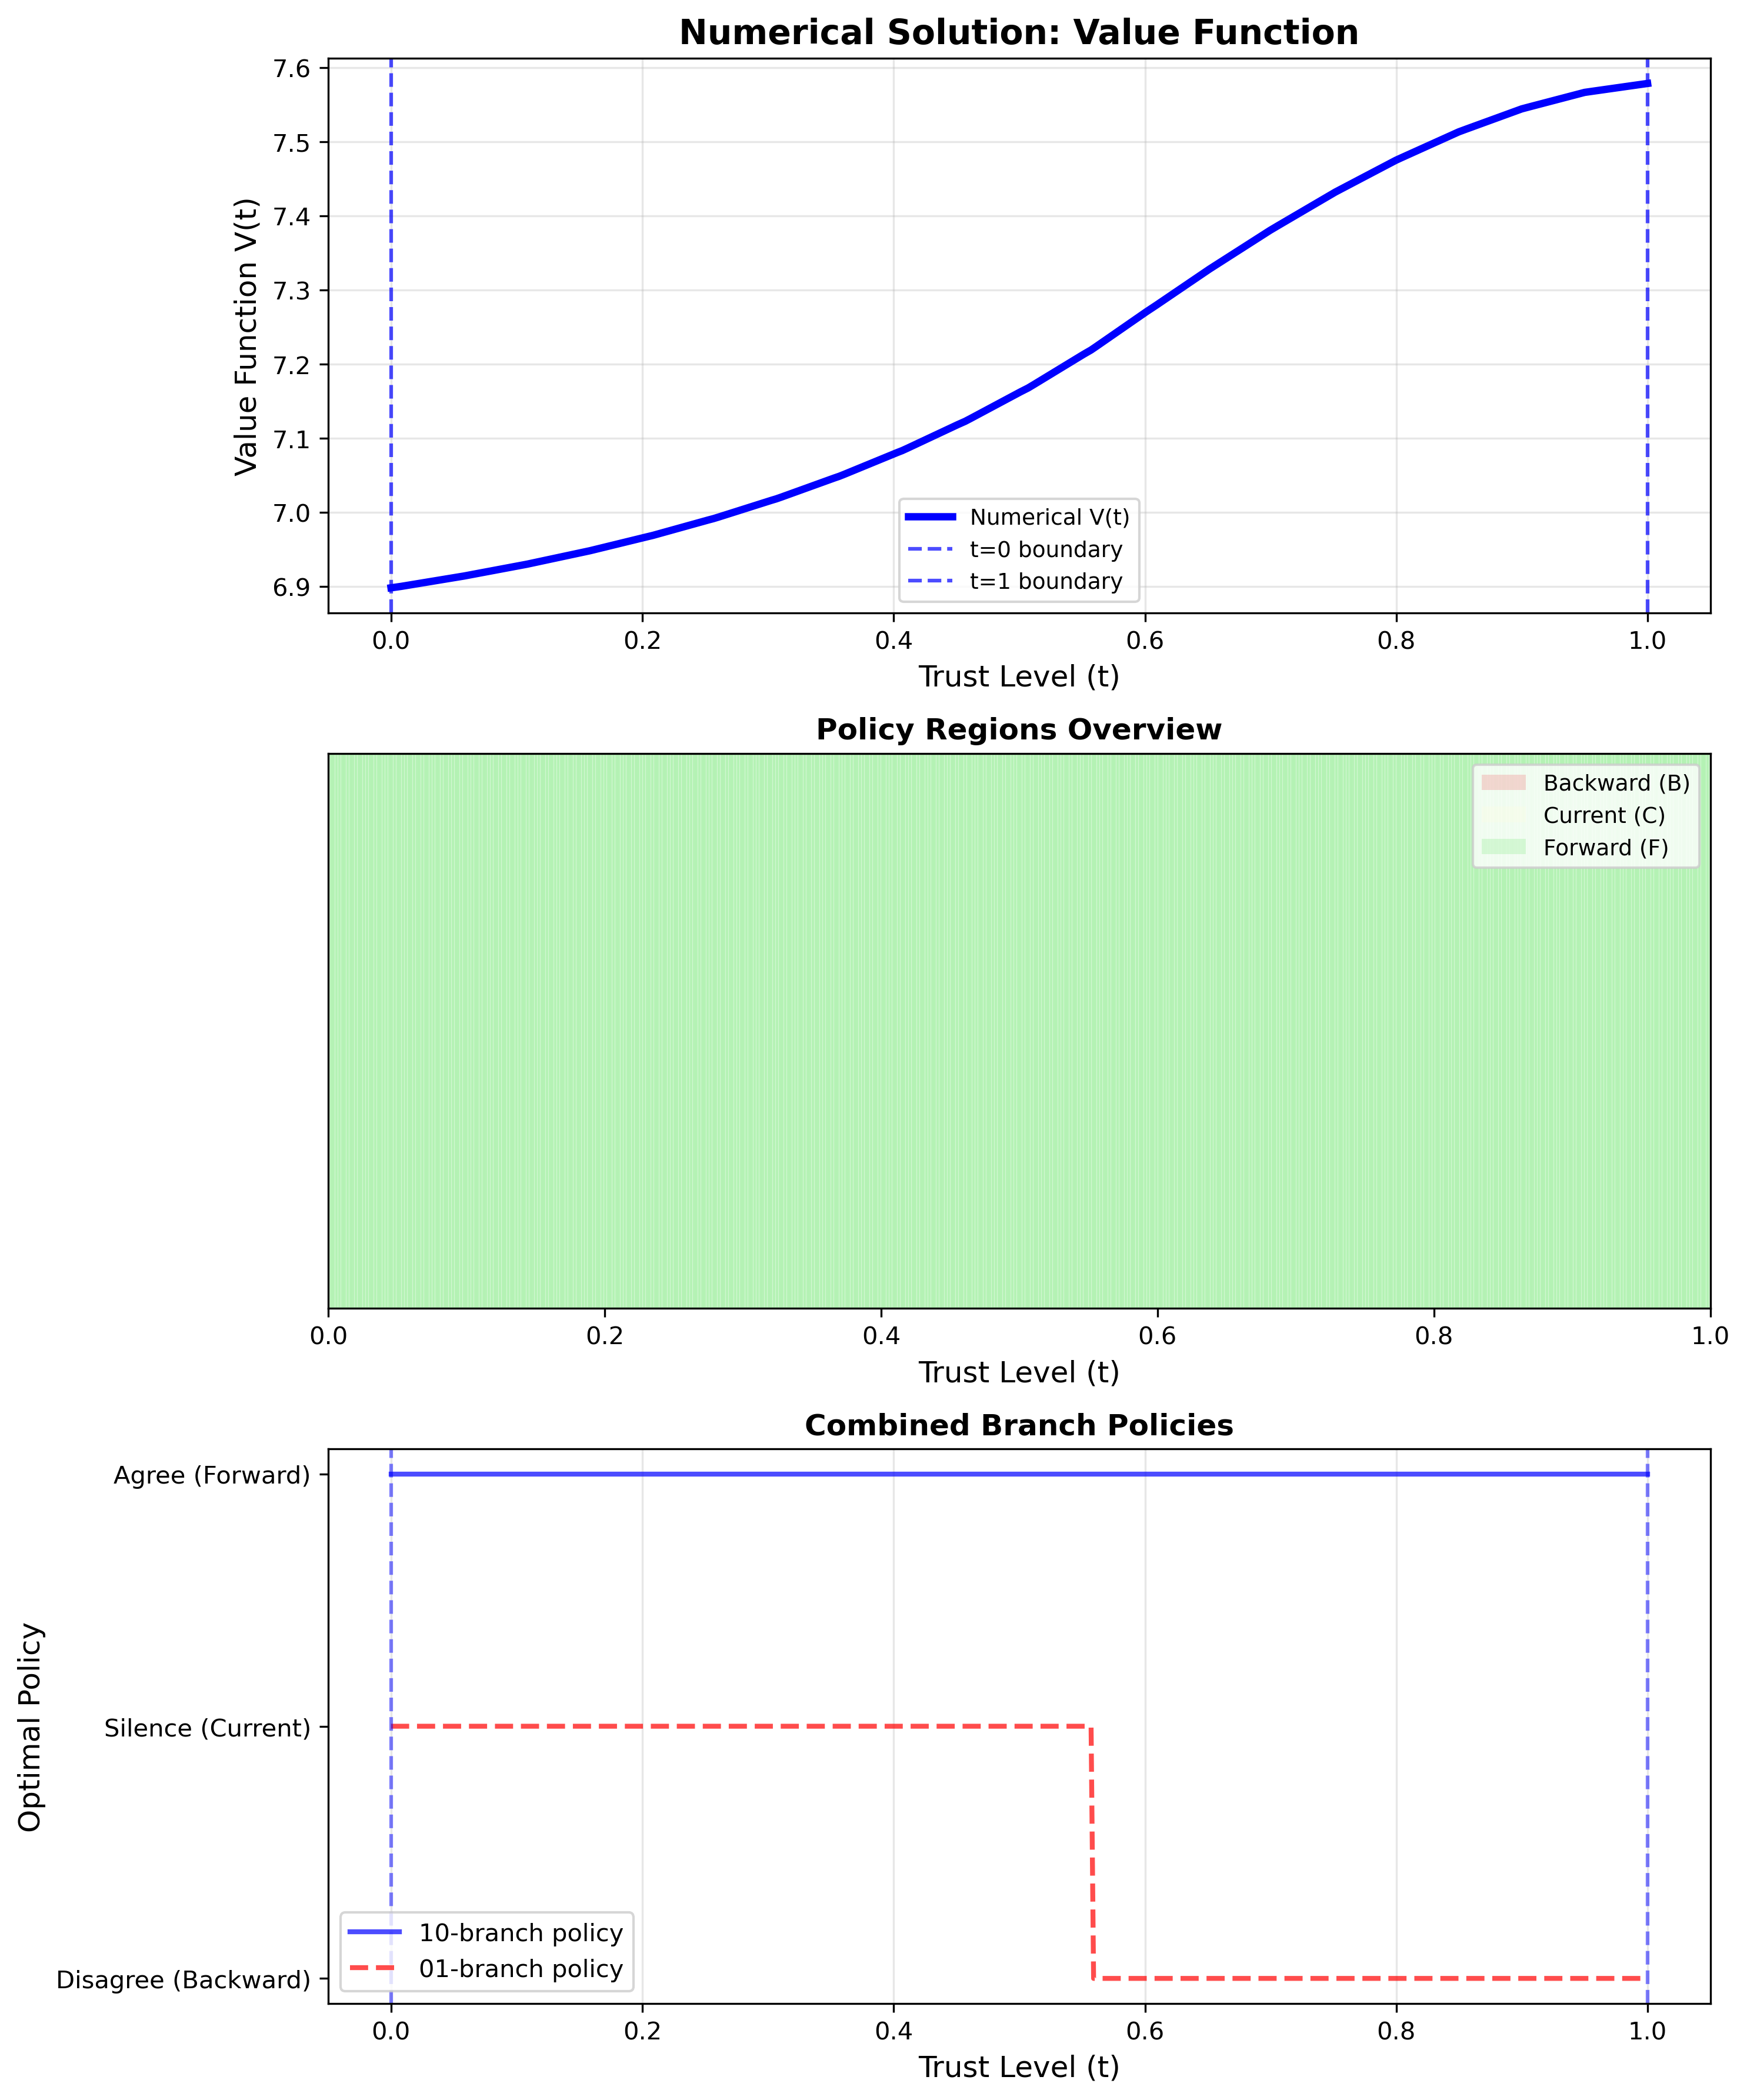 Numerical Solution: Value Function
7.6
7.5
7.4
7.3
7.2
7.1
7.0
6.9
Value Function V(t)
Numerical V(t)
t=0 boundary
t=1 boundary
0.0 0.2 0.4 0.6 0.8 1.0
Trust Level (t)
Policy Regions Overview
Backward (B)
Current (C)
Forward (F)
0.0 0.2 0.4 0.6 0.8 1.0
Trust Level (t)
Combined Branch Policies
Agree (Forward)
Silence (Current)
Disagree (Backward)
Optimal Policy
10-branch policy
01-branch policy
0.0 0.2 0.4 0.6 0.8 1.0
Trust Level (t)